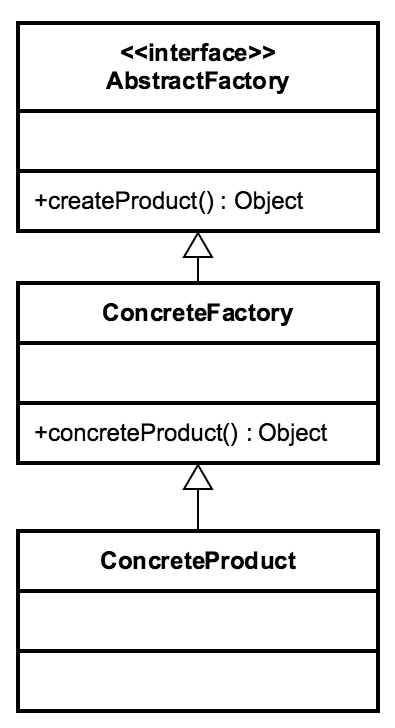 <<interface>>
AbstractFactory
+createProduct() : Object
ConcreteFactory
+concreteProduct() : Object
ConcreteProduct